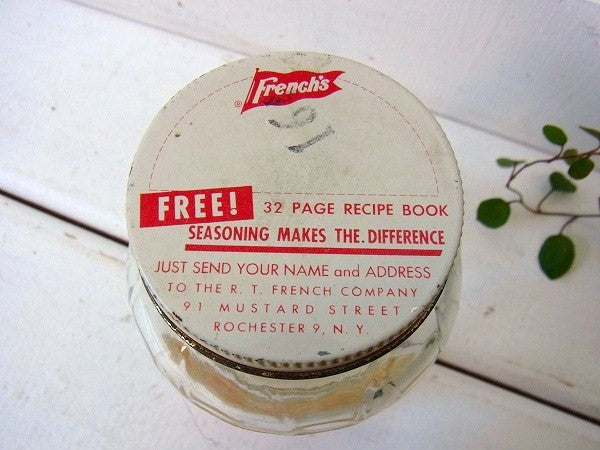 French's
®
19
FREE! 32 PAGE RECIPE BOOK
SEASONING MAKES THE. DIFFERENCE
JUST SEND YOUR NAME and ADDRESS
TO THE R. T. FRENCH COMPANY
91 MUSTARD STREET
ROCHESTER 9, N. Y.